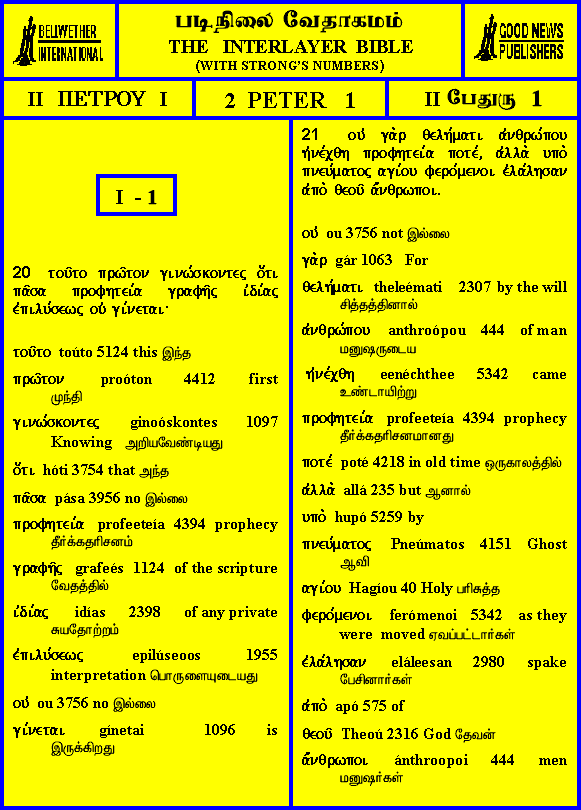 BELLWETHER
INTERNATIONAL
படிநிலை வேதாகமம்
THE INTERLAYER BIBLE
(WITH STRONG'S NUMBERS)
GOOD NEWS
PUBLISHERS
II ΠΕΤΡΟΥ I
2 PETER 1
II பேதுரு 1
I - 1
20 τοῦτο πρῶτον γινώσκοντες ὅτι
πᾶσα προφητεία γραφῆς ἰδίας
ἐπιλύσεως οὐ γίνεται·
τοῦτο toúto 5124 this இந்த
πρῶτον proóton 4412 first
முந்தி
γινώσκοντες ginoóskontes 1097
Knowing அறியவேண்டியது
ὅτι hóti 3754 that அந்த
πᾶσα pása 3956 no இல்லை
προφητεία profeeteía 4394 prophecy
தீர்க்கதரிசனம்
γραφῆς grafeés 1124 of the scripture
வேதத்தில்
ἰδίας idías 2398 of any private
சுயதோற்றம்
ἐπιλύσεως epilúseoos 1955
interpretation பொருளையுடையது
οὐ ou 3756 no இல்லை
γίνεται gínetai 1096 is
இருக்கிறது
21 οὐ γὰρ θελήματι ἀνθρώπου
ἠνέχθη προφητεία ποτέ, ἀλλὰ υπὸ
πνεύματος αγίου φερόμενοι ἐλάλησαν
ἀπὸ θεοῦ ἄνθρωποι.
οὐ ou 3756 not இல்லை
γὰρ gár 1063 For
θελήματι theleémati 2307 by the will
சித்தத்தினால்
ἀνθρώπου anthroópou 444 of man
மனுஷருடைய
ἠνέχθη eenéchthee 5342 came
உண்டாயிற்று
προφητεία profeeteía 4394 prophecy
தீர்க்கதரிசனமானது
ποτέ poté 4218 in old time ஒருகாலத்தில்
ἀλλὰ allá 235 but ஆனால்
υπὸ hupó 5259 by
πνεύματος Pneúmatos 4151 Ghost
ஆவி
αγίου Hagíou 40 Holy பரிசுத்த
φερόμενοι ferómenoi 5342 as they
were moved ஏவப்பட்டார்கள்
ἐλάλησαν eláleesan 2980 spake
பேசினார்கள்
ἀπὸ apó 575 of
θεοῦ Theoú 2316 God தேவன்
ἄνθρωποι ánthroopoi 444 men
மனுஷர்கள்